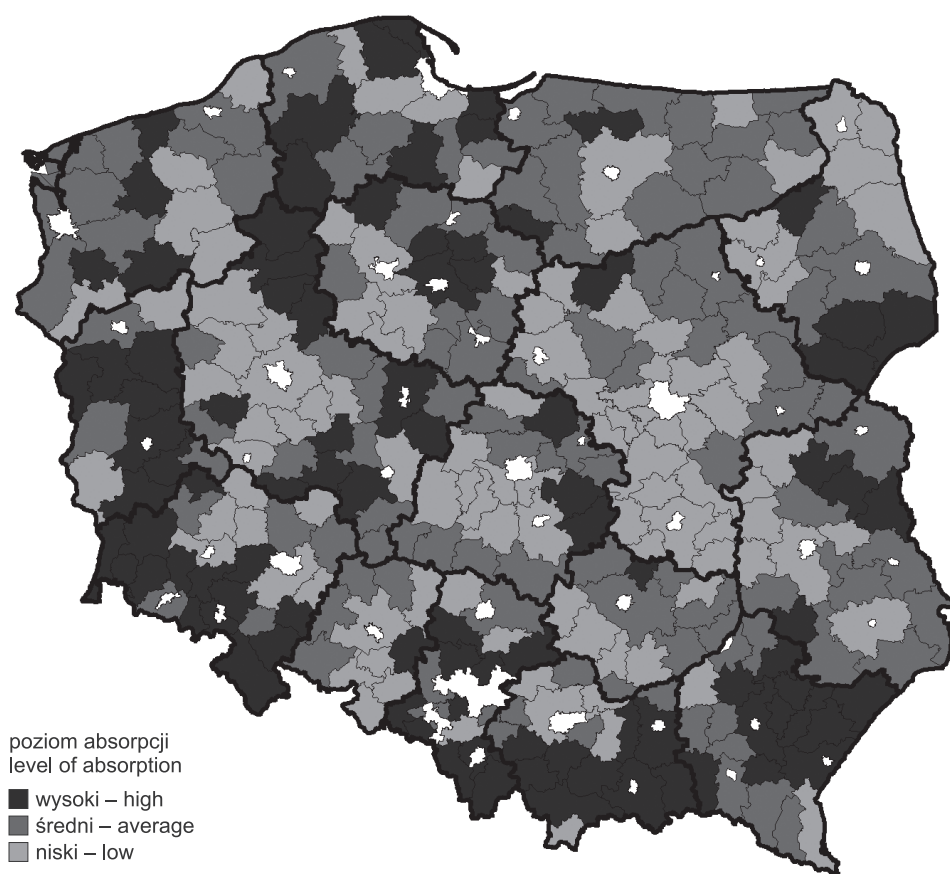 poziom absorpcji
level of absorption
wysoki – high
średni – average
niski – low